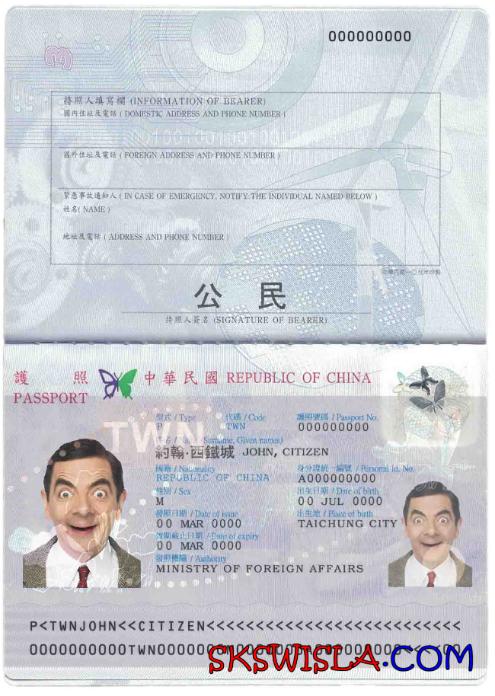 000000000
待照人填寫欄 (INFORMATION OF BEARER)
國內住址及電話 ( DOMESTIC ADDRESS AND PHONE NUMBER )
國外住址及電話 ( FOREIGN ADDRESS AND PHONE NUMBER )
緊急事故通知人 ( IN CASE OF EMERGENCY, NOTIFY THE INDIVIDUAL NAMED BELOW )
姓名( NAME )
地址及電話 ( ADDRESS AND PHONE NUMBER )
公民
持照人簽名 (SIGNATURE OF BEARER)
護照 中華民國 REPUBLIC OF CHINA
PASSPORT
型式 / Type 代碼 / Code 護照號碼 / Passport No.
P TWN 000000000
TWN
(Surname, Given names)
約翰·西鐵城 JOHN, CITIZEN
國籍 / Nationality 身分證統一編號 / Personal Id. No.
REPUBLIC OF CHINA A000000000
性別 / Sex 出生日期 / Date of birth
M 00 JUL 0000
發照日期 / Date of issue 出生地 / Place of birth
00 MAR 0000 TAICHUNG CITY
效期截止日期 / Date of expiry
00 MAR 0000
發照機關 / Authority
MINISTRY OF FOREIGN AFFAIRS
P<TWNJOHN<<CITIZEN<<<<<<<<<<<<<<<<<<<<<<<<<<
0000000000TWN000000
SKSWISLA.COM